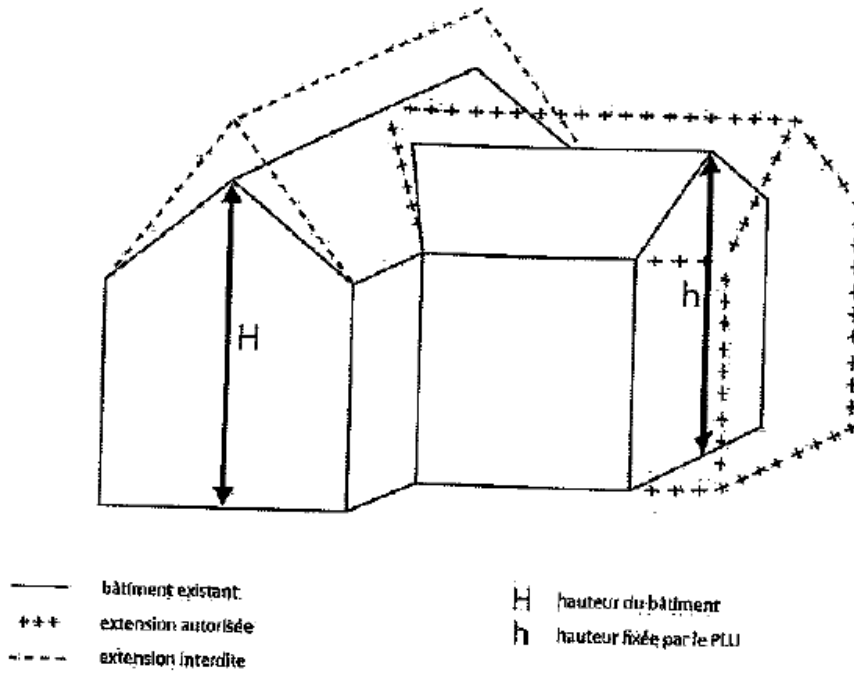 H
h
bâtiment existant
extension autorisée
extension interdite
H hauteur du bâtiment
h hauteur fixée par le PLU